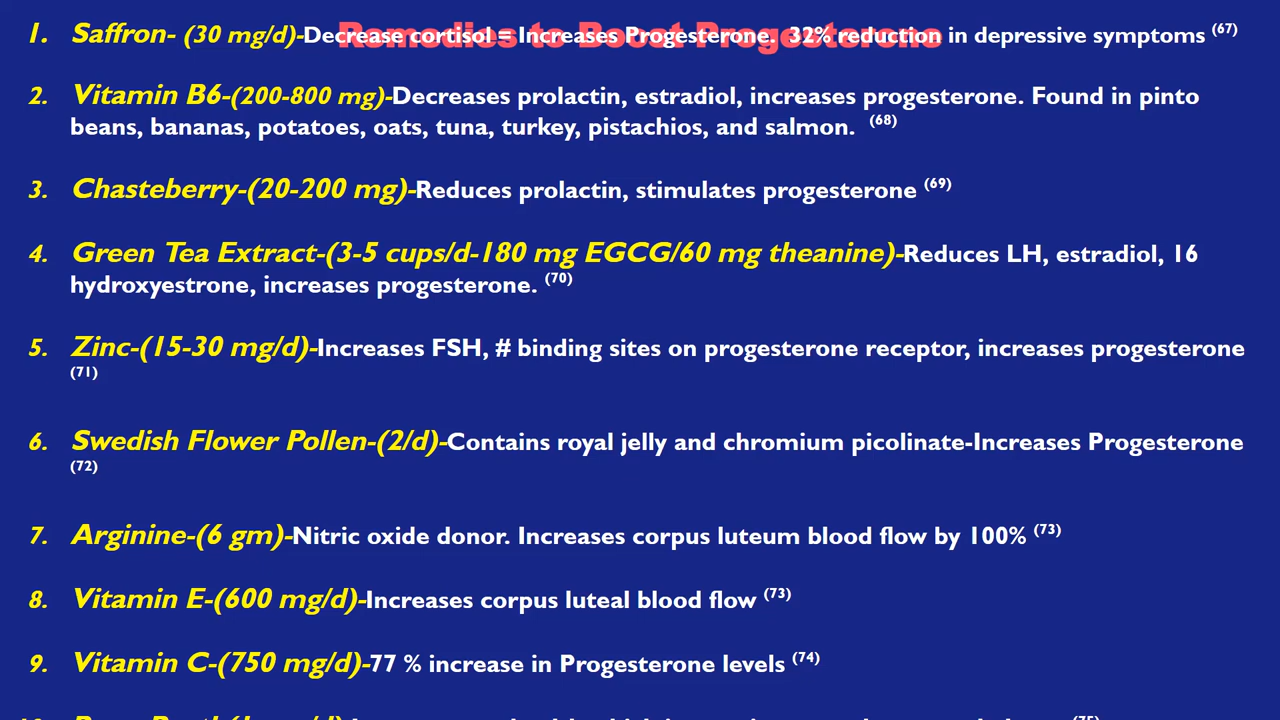 Remedies to Boost Progesterone
1. Saffron- (30 mg/d)-Decrease cortisol = Increases Progesterone. 32% reduction in depressive symptoms (67)
2. Vitamin B6-(200-800 mg)-Decreases prolactin, estradiol, increases progesterone. Found in pinto
beans, bananas, potatoes, oats, tuna, turkey, pistachios, and salmon. (68)
3. Chasteberry-(20-200 mg)-Reduces prolactin, stimulates progesterone (69)
4. Green Tea Extract-(3-5 cups/d-180 mg EGCG/60 mg theanine)-Reduces LH, estradiol, 16
hydroxyestrone, increases progesterone. (70)
5. Zinc-(15-30 mg/d)-Increases FSH, # binding sites on progesterone receptor, increases progesterone
(71)
6. Swedish Flower Pollen-(2/d)-Contains royal jelly and chromium picolinate-Increases Progesterone
(72)
7. Arginine-(6 gm)-Nitric oxide donor. Increases corpus luteum blood flow by 100% (73)
8. Vitamin E-(600 mg/d)-Increases corpus luteal blood flow (73)
9. Vitamin C-(750 mg/d)-77 % increase in Progesterone levels (74)